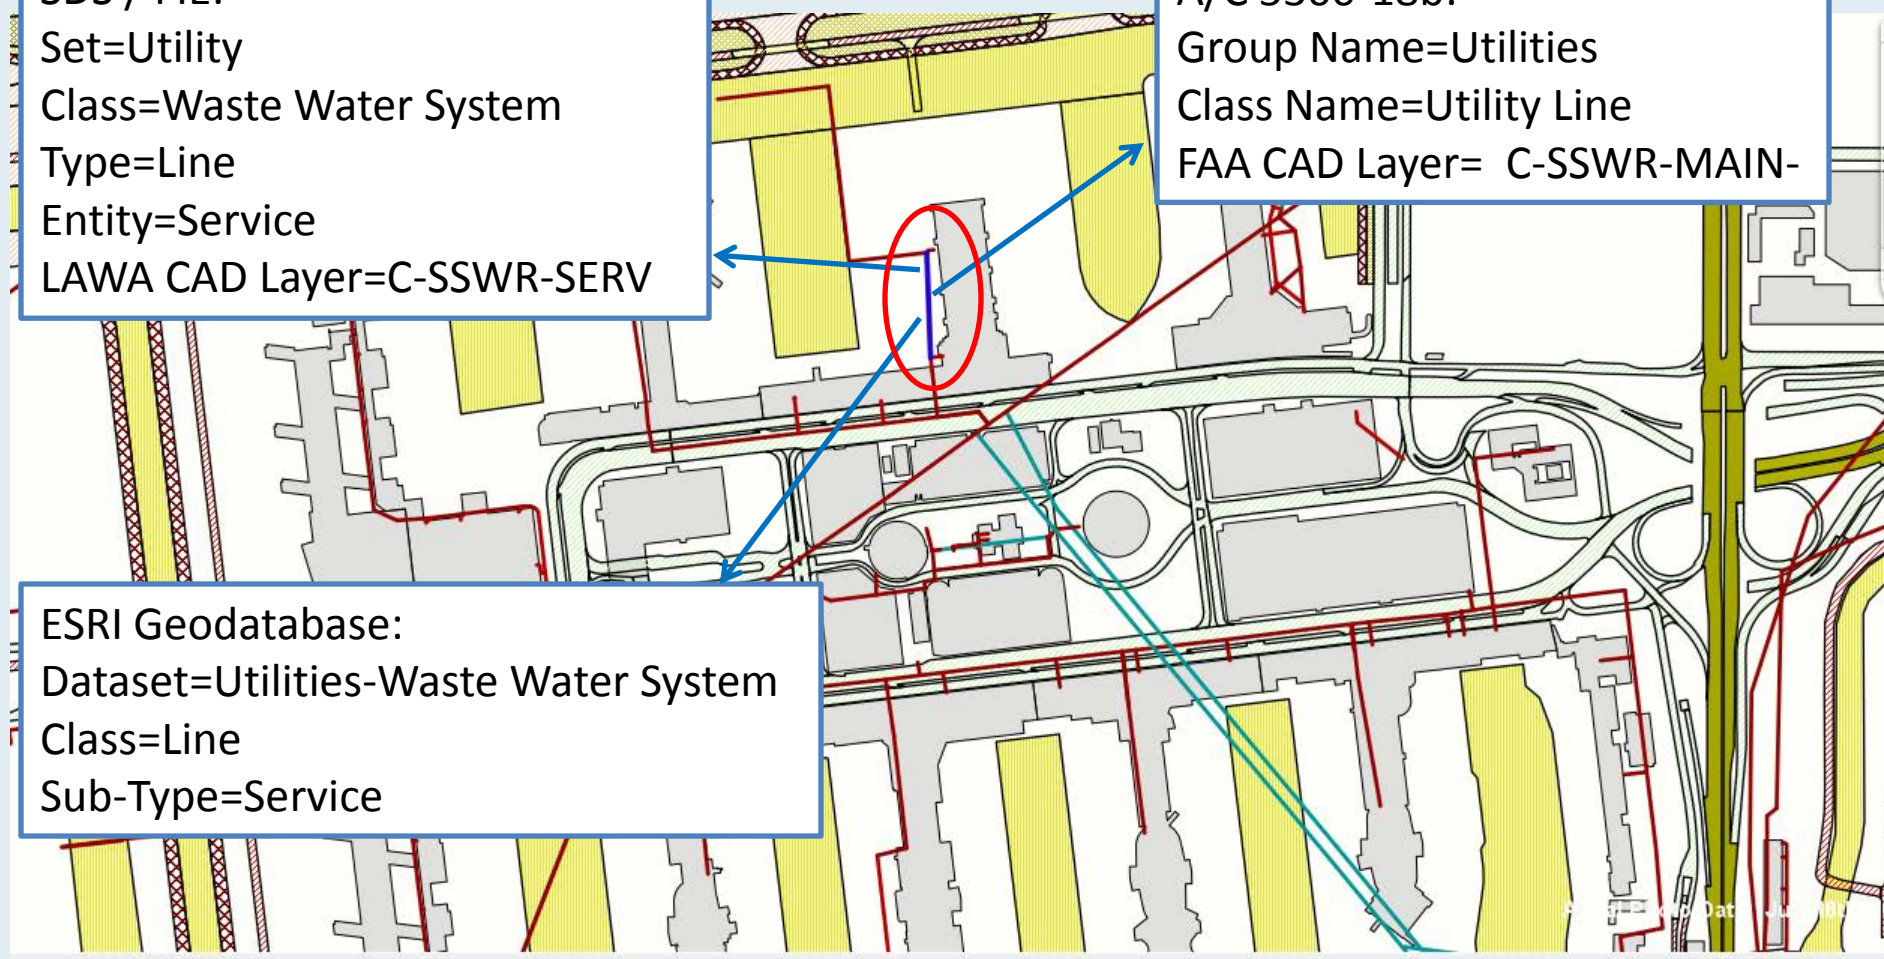 Set=Utility
Class=Waste Water System
Type=Line
Entity=Service
LAWA CAD Layer=C-SSWR-SERV
Group Name=Utilities
Class Name=Utility Line
FAA CAD Layer= C-SSWR-MAIN-
ESRI Geodatabase:
Dataset=Utilities-Waste Water System
Class=Line
Sub-Type=Service